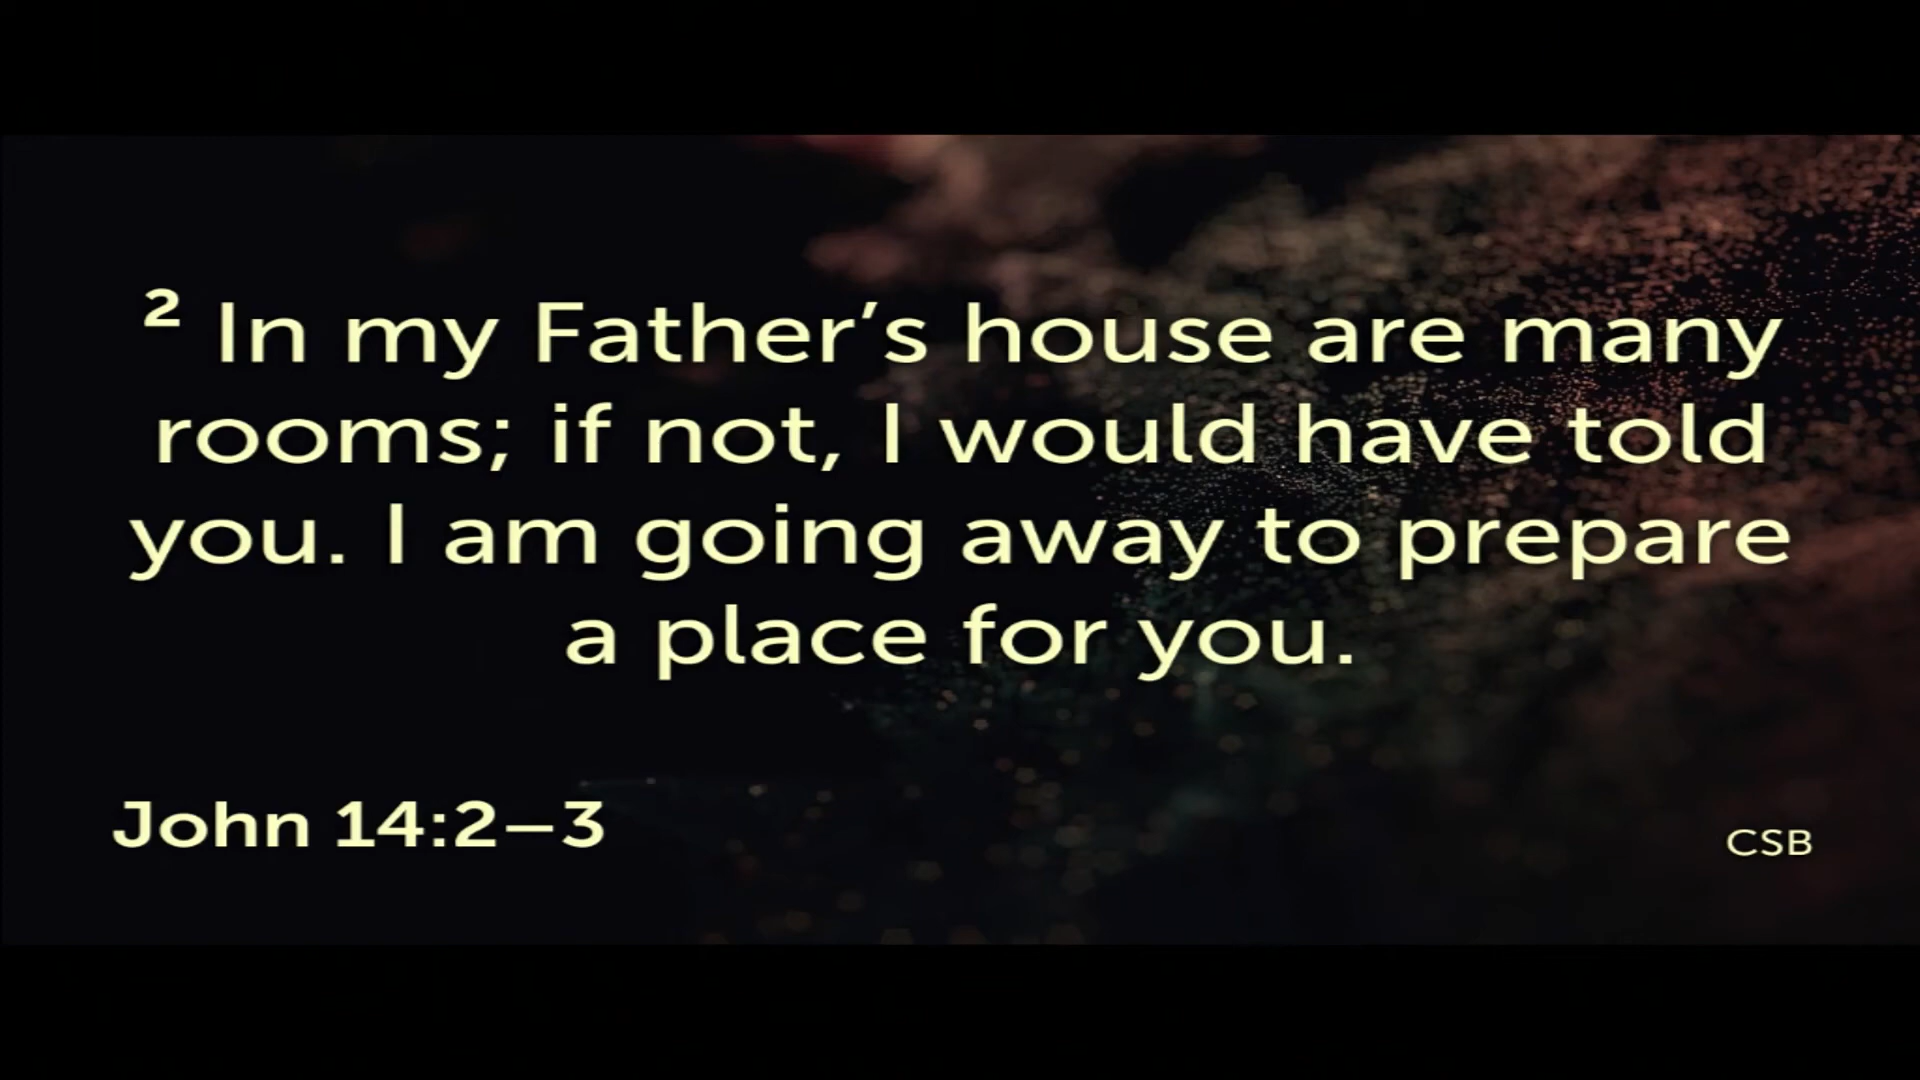 ² In my Father’s house are many
rooms; if not, I would have told
you. I am going away to prepare
a place for you.
John 14:2–3
CSB